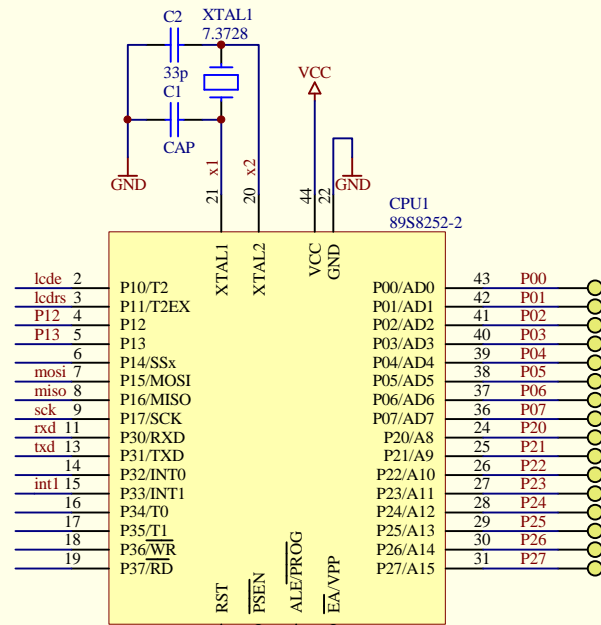 C2
XTAL1
7.3728
33p
C1
CAP
VCC
GND
GND
x1
x2
21
20
44
22
CPU1
89S8252-2
XTAL1
XTAL2
VCC
GND
lcde 2 P10/T2
lcdrs 3 P11/T2EX
P12 4 P12
P13 5 P13
6 P14/SSx
mosi 7 P15/MOSI
miso 8 P16/MISO
sck 9 P17/SCK
rxd 11 P30/RXD
txd 13 P31/TXD
14 P32/INT0
int1 15 P33/INT1
16 P34/T0
17 P35/T1
18 P36/WR
19 P37/RD
P00/AD0 43 P00
P01/AD1 42 P01
P02/AD2 41 P02
P03/AD3 40 P03
P04/AD4 39 P04
P05/AD5 38 P05
P06/AD6 37 P06
P07/AD7 36 P07
P20/A8 24 P20
P21/A9 25 P21
P22/A10 26 P22
P23/A11 27 P23
P24/A12 28 P24
P25/A13 29 P25
P26/A14 30 P26
P27/A15 31 P27
RST
PSEN
ALE/PROG
EA/VPP